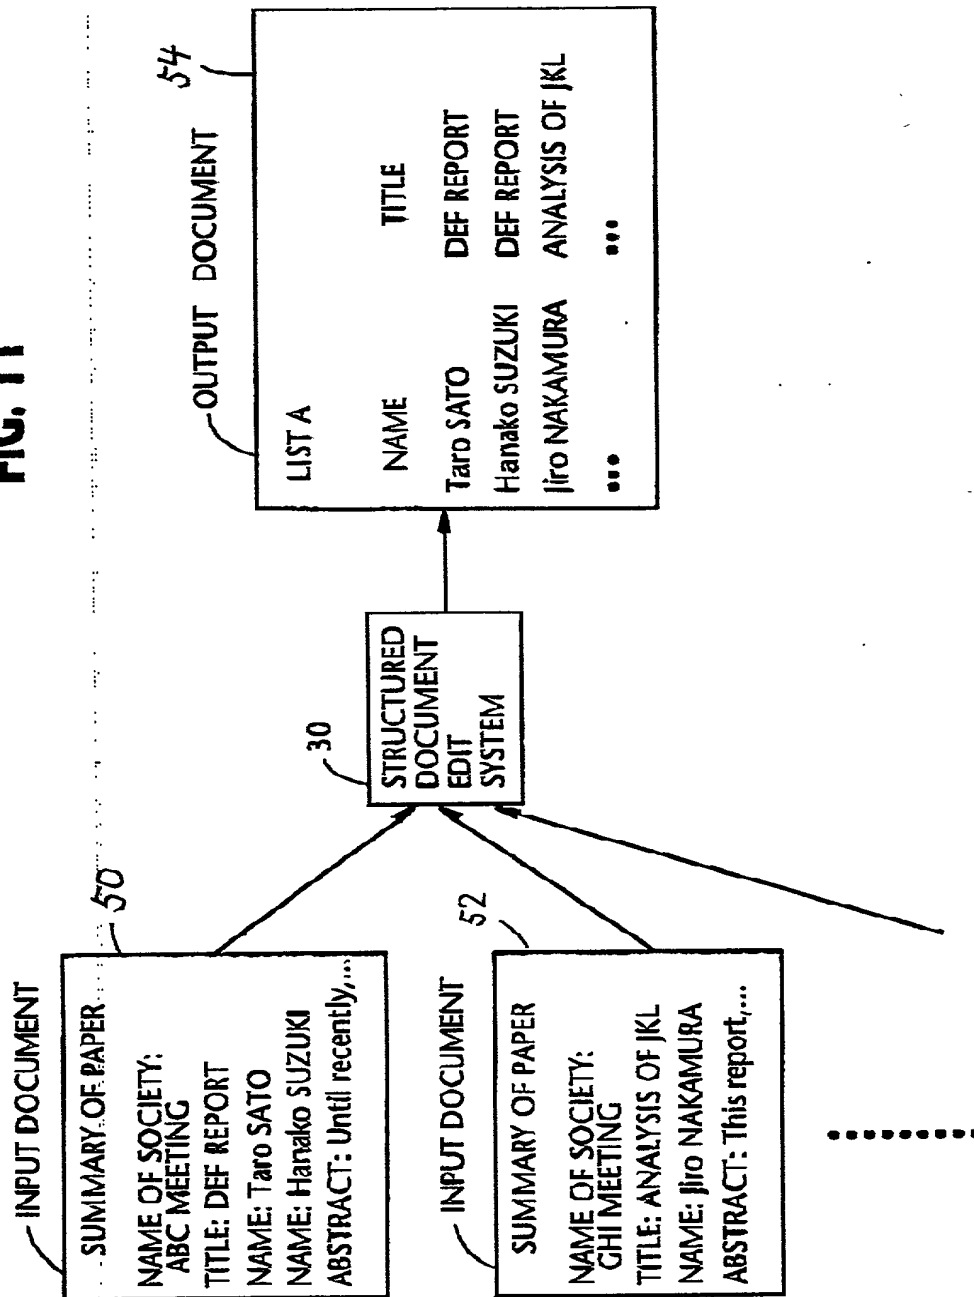 FIG. 11
INPUT DOCUMENT
50
SUMMARY OF PAPER
NAME OF SOCIETY:
ABC MEETING
TITLE: DEF REPORT
NAME: Taro SATO
NAME: Hanako SUZUKI
ABSTRACT: Until recently,...
INPUT DOCUMENT
52
SUMMARY OF PAPER
NAME OF SOCIETY:
GHI MEETING
TITLE: ANALYSIS OF JKL
NAME: Jiro NAKAMURA
ABSTRACT: This report,...
30
STRUCTURED
DOCUMENT
EDIT
SYSTEM
OUTPUT DOCUMENT
54
LIST A
NAME TITLE
Taro SATO DEF REPORT
Hanako SUZUKI DEF REPORT
Jiro NAKAMURA ANALYSIS OF JKL
... ...